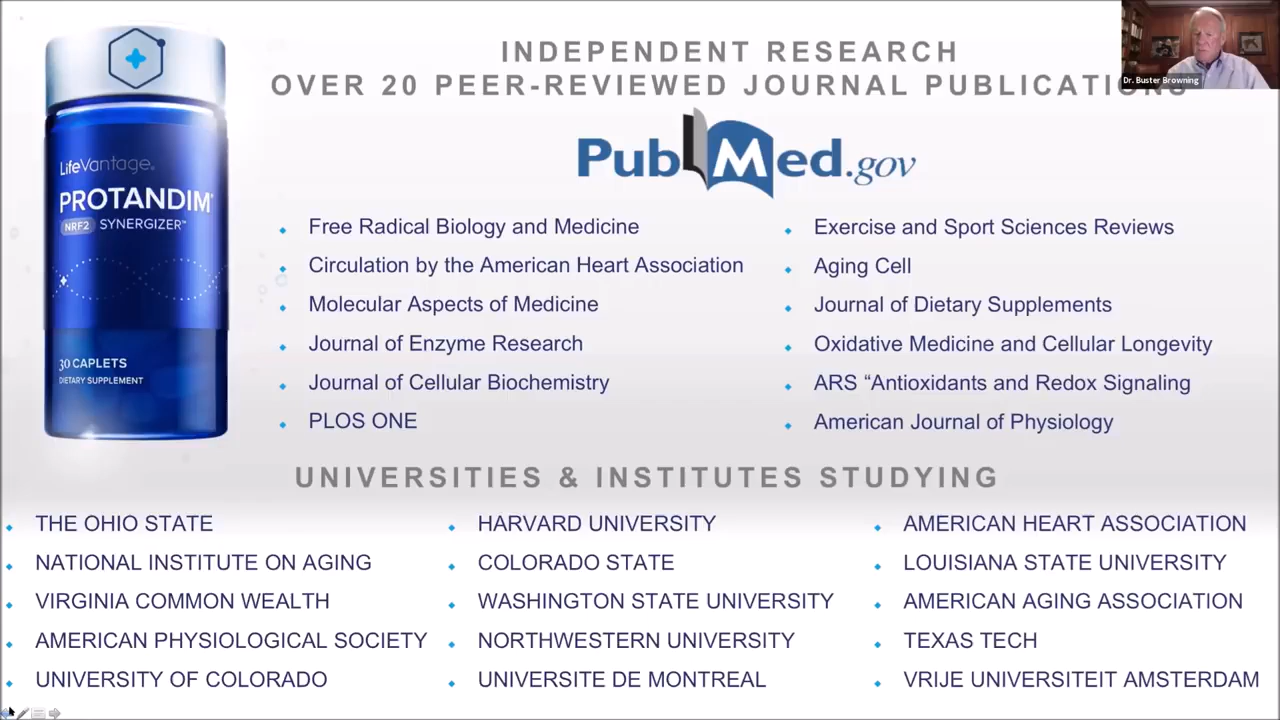 INDEPENDENT RESEARCH
OVER 20 PEER-REVIEWED JOURNAL PUBLICATIONS
Dr. Buster Browning
PubMed.gov
LifeVantage®
PROTANDIM®
NRF2 SYNERGIZER™
30 CAPLETS
DIETARY SUPPLEMENT
Free Radical Biology and Medicine
Circulation by the American Heart Association
Molecular Aspects of Medicine
Journal of Enzyme Research
Journal of Cellular Biochemistry
PLOS ONE
Exercise and Sport Sciences Reviews
Aging Cell
Journal of Dietary Supplements
Oxidative Medicine and Cellular Longevity
ARS “Antioxidants and Redox Signaling
American Journal of Physiology
UNIVERSITIES & INSTITUTES STUDYING
THE OHIO STATE
NATIONAL INSTITUTE ON AGING
VIRGINIA COMMON WEALTH
AMERICAN PHYSIOLOGICAL SOCIETY
UNIVERSITY OF COLORADO
HARVARD UNIVERSITY
COLORADO STATE
WASHINGTON STATE UNIVERSITY
NORTHWESTERN UNIVERSITY
UNIVERSITE DE MONTREAL
AMERICAN HEART ASSOCIATION
LOUISIANA STATE UNIVERSITY
AMERICAN AGING ASSOCIATION
TEXAS TECH
VRIJE UNIVERSITEIT AMSTERDAM